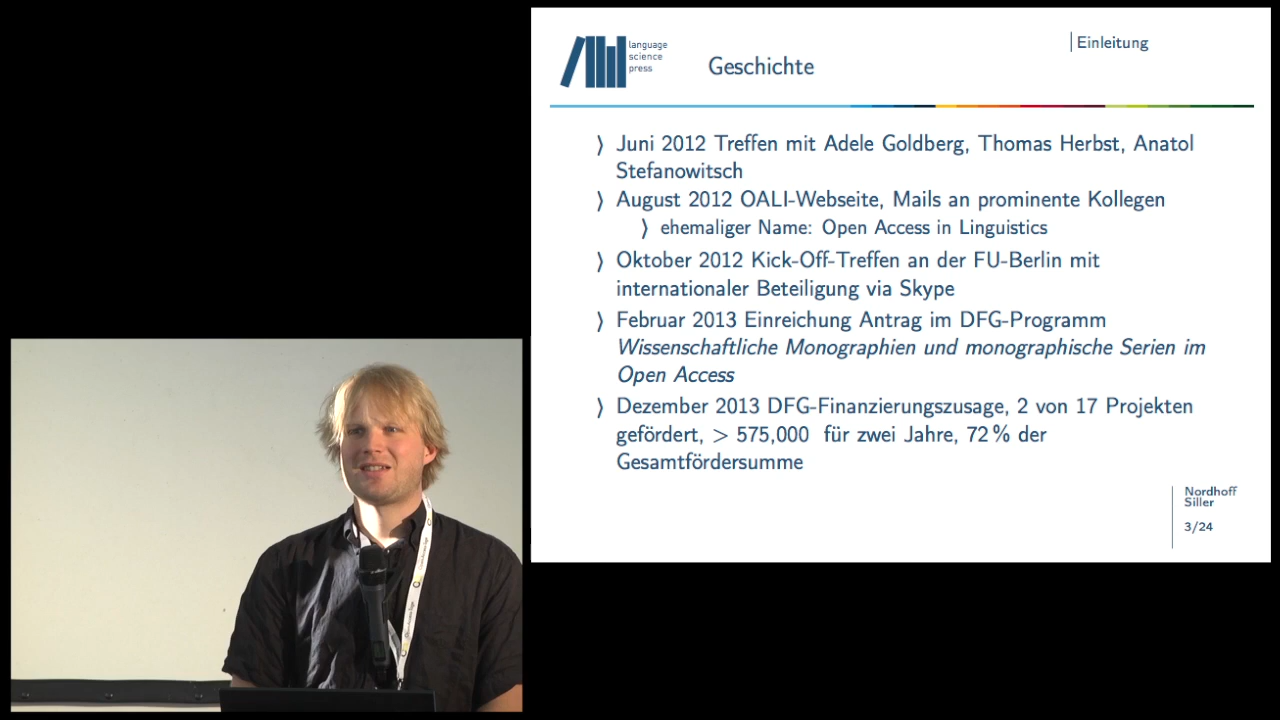 language
science
press
Geschichte
Einleitung
⟩ Juni 2012 Treffen mit Adele Goldberg, Thomas Herbst, Anatol
Stefanowitsch
⟩ August 2012 OALI-Webseite, Mails an prominente Kollegen
⟩ ehemaliger Name: Open Access in Linguistics
⟩ Oktober 2012 Kick-Off-Treffen an der FU-Berlin mit
internationaler Beteiligung via Skype
⟩ Februar 2013 Einreichung Antrag im DFG-Programm
Wissenschaftliche Monographien und monographische Serien im
Open Access
⟩ Dezember 2013 DFG-Finanzierungszusage, 2 von 17 Projekten
gefördert, > 575,000 für zwei Jahre, 72 % der
Gesamtfördersumme
Nordhoff
Siller
3/24